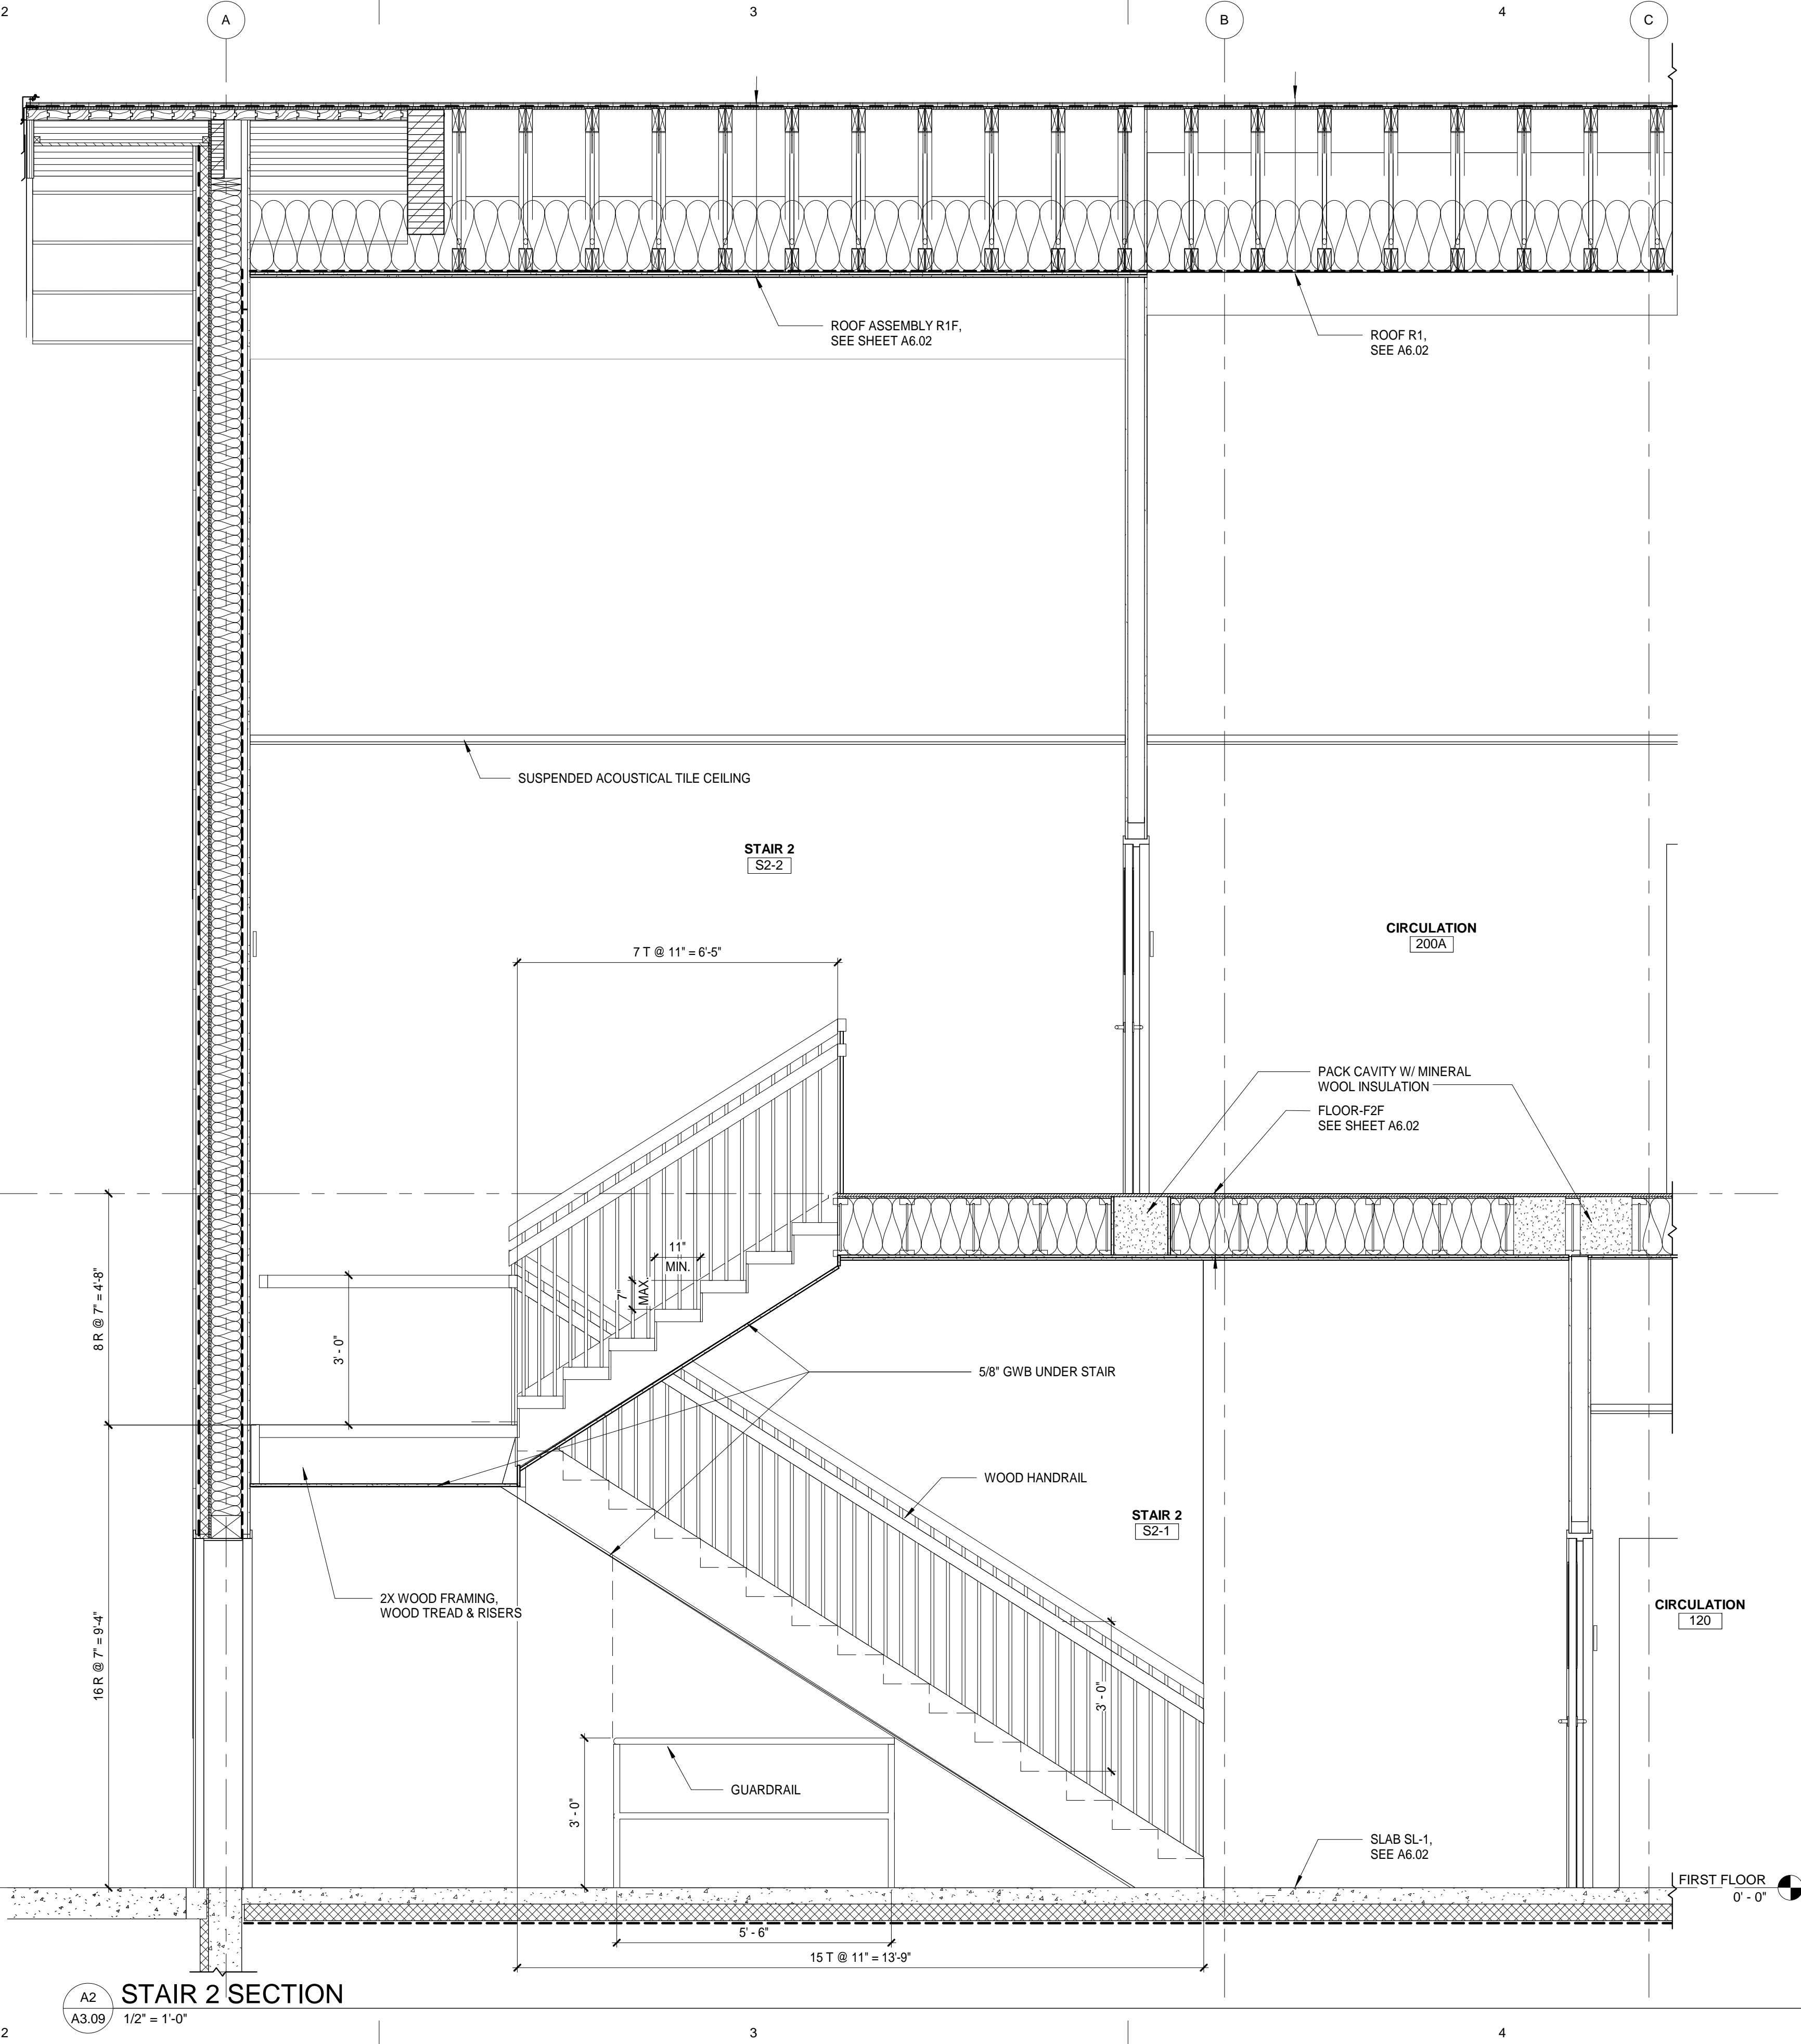 2
3
4
A
B
C
ROOF ASSEMBLY R1F,
SEE SHEET A6.02
ROOF R1,
SEE A6.02
SUSPENDED ACOUSTICAL TILE CEILING
STAIR 2
S2-2
CIRCULATION
200A
7 T @ 11" = 6'-5"
PACK CAVITY W/ MINERAL
WOOL INSULATION
FLOOR-F2F
SEE SHEET A6.02
11"
MIN.
7"
MAX.
8 R @ 7" = 4'-8"
3' - 0"
5/8" GWB UNDER STAIR
WOOD HANDRAIL
STAIR 2
S2-1
2X WOOD FRAMING,
WOOD TREAD & RISERS
CIRCULATION
120
16 R @ 7" = 9'-4"
3' - 0"
GUARDRAIL
3' - 0"
SLAB SL-1,
SEE A6.02
FIRST FLOOR
0' - 0"
5' - 6"
15 T @ 11" = 13'-9"
A2
A3.09
STAIR 2 SECTION
1/2" = 1'-0"
2
3
4